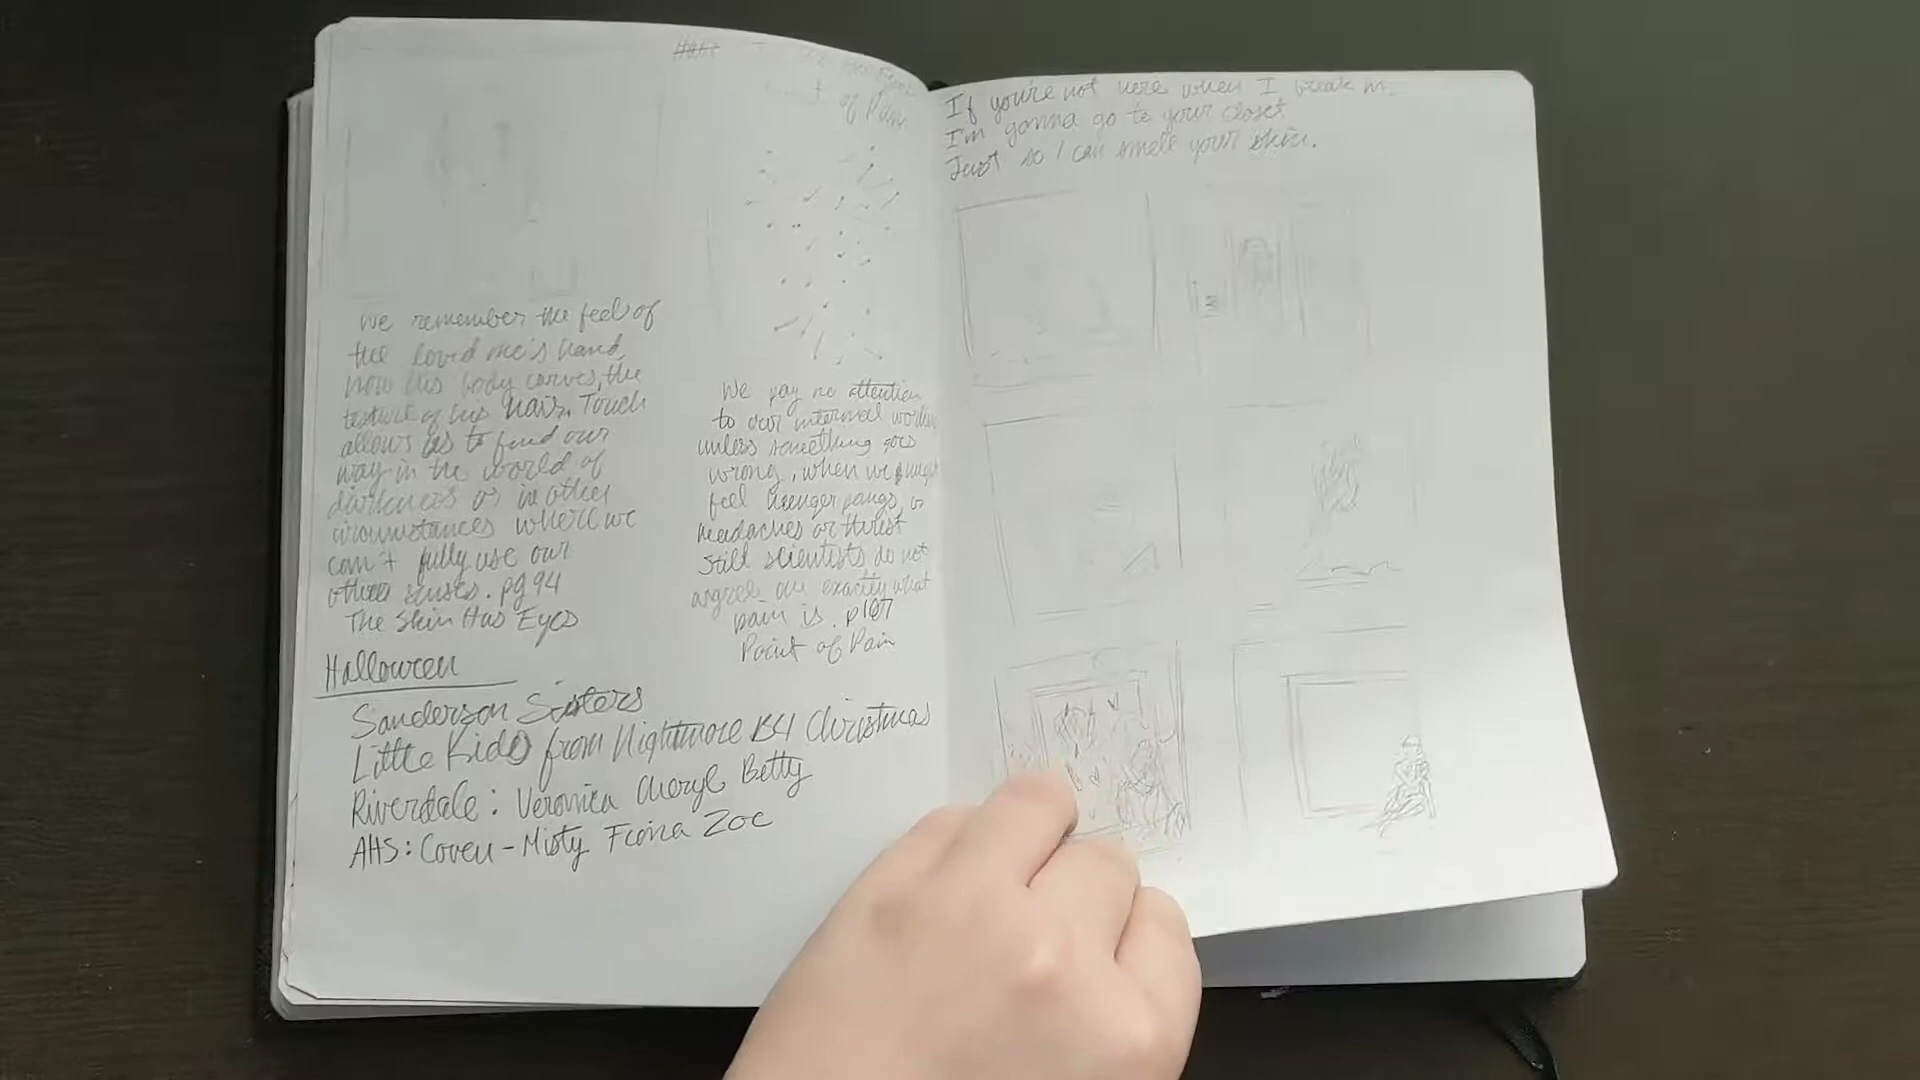 of Pain
we remember the feel of
the loved one's hand
how his body curves, the
texture of his hair. Touch
allows us to find our
way in the world of
darkness or in other
circumstances where we
can't fully use our
other senses. pg 94
The Skin Has Eyes
We pay no attention
to our internal
unless something goes
wrong, when we
feel hunger pangs, or
headaches or thirst
Still scientists do not
agree on exactly what
pain is. p107
Point of Pain
Halloween
Sanderson Sisters
Little Kids from Nightmare B4 Christmas
Riverdale: Veronica Cheryl Betty
AHS: Coven - Misty Fiona Zoe
If you're not here when I break in
I'm gonna go to your closet
Just so I can smell your skin.